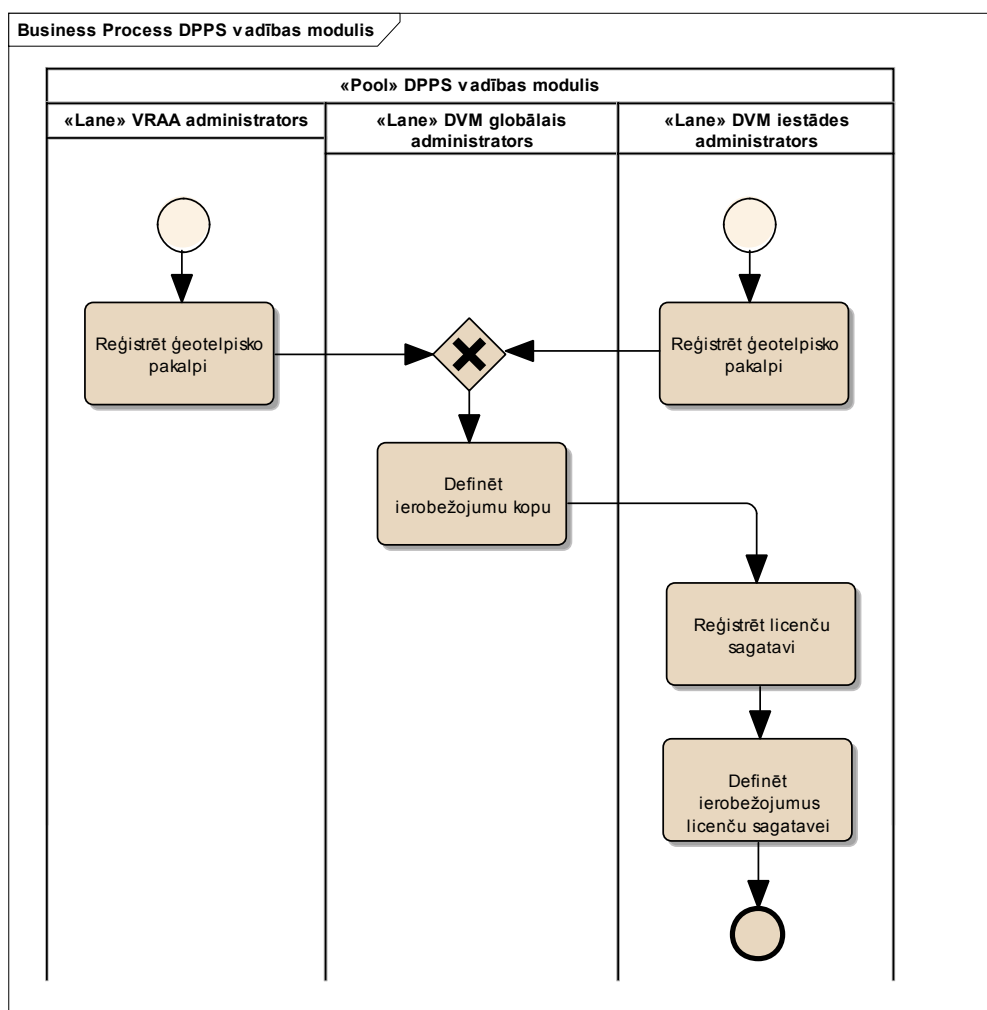 Business Process DPPS vadības modulis
«Pool» DPPS vadības modulis
«Lane» VRAA administrators
«Lane» DVM globālais
administrators
«Lane» DVM iestādes
administrators
Reģistrēt ģeotelpisko
pakalpi
Reģistrēt ģeotelpisko
pakalpi
Definēt
ierobežojumu kopu
Reģistrēt licenču
sagatavi
Definēt
ierobežojumus
licenču sagatavei